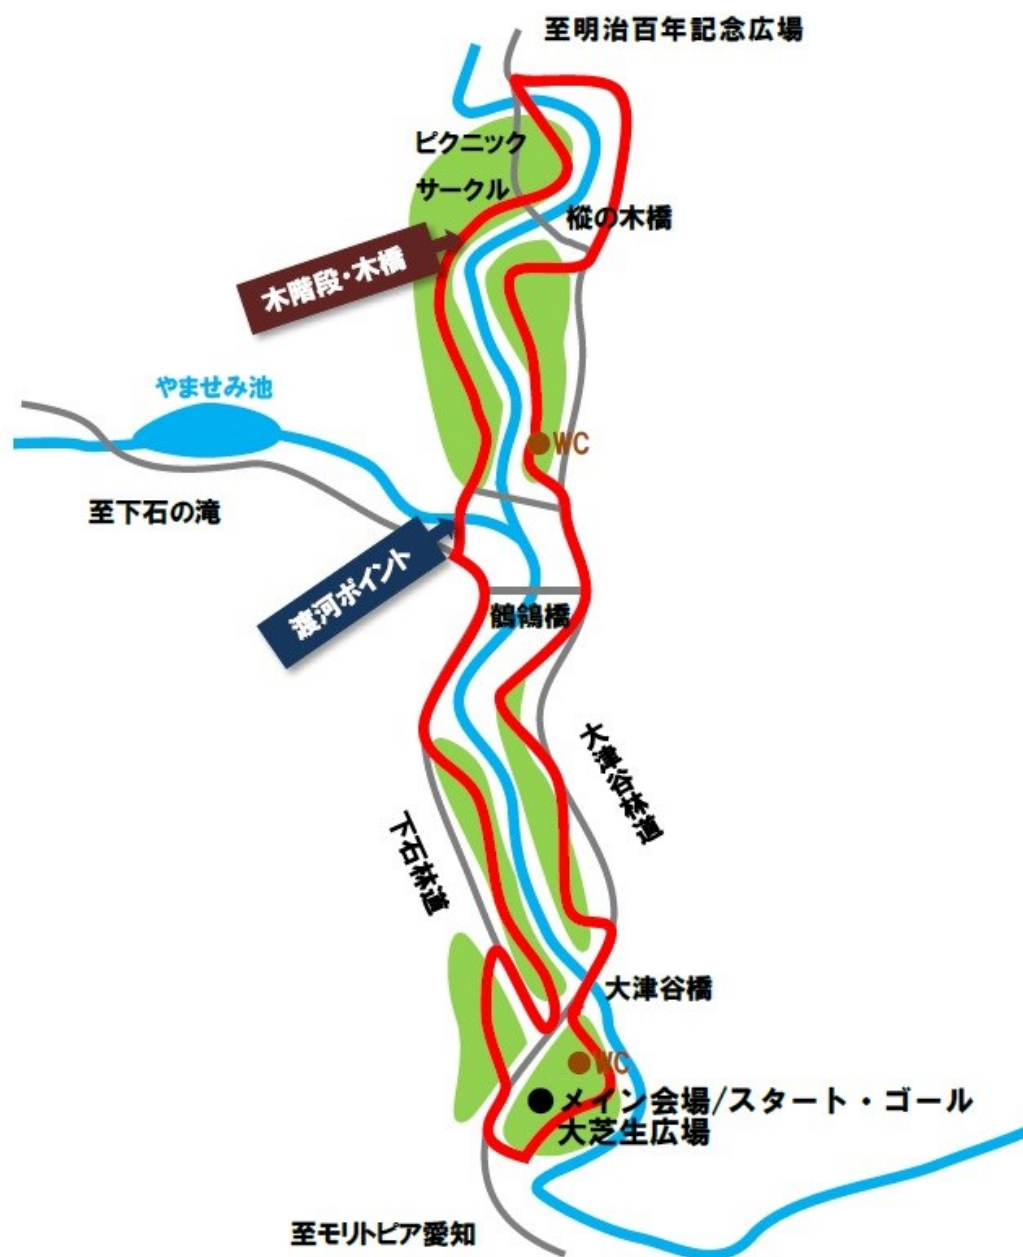 至明治百年記念広場
ピクニック
サークル
樅の木橋
木階段・木橋
やませみ池
WC
至下石の滝
渡河ポイント
鶺鴒橋
大津谷林道
下石林道
大津谷橋
WC
メイン会場/スタート・ゴール
大芝生広場
至モリトピア愛知